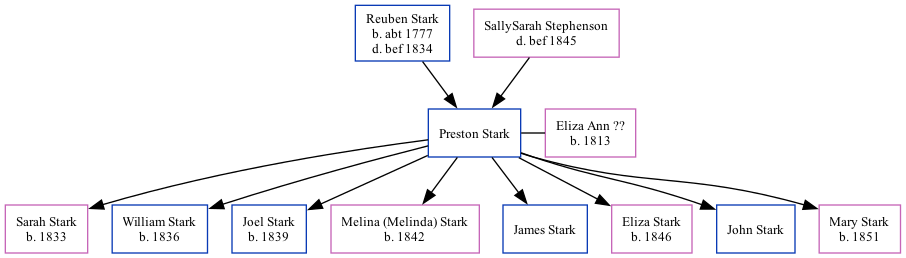 Reuben Stark
b. abt 1777
d. bef 1834
SallySarah Stephenson
d. bef 1845
Preston Stark
Eliza Ann ??
b. 1813
Sarah Stark
b. 1833
William Stark
b. 1836
Joel Stark
b. 1839
Melina (Melinda) Stark
b. 1842
James Stark
Eliza Stark
b. 1846
John Stark
Mary Stark
b. 1851